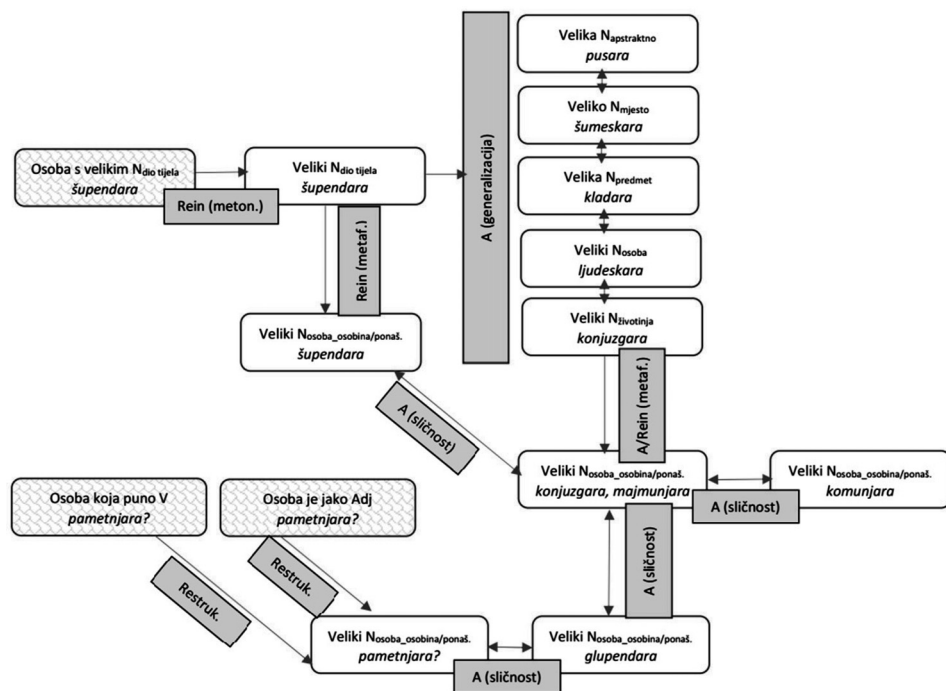 Velika Napstraktno
pusara
Veliko Nmjesto
šumeskara
Velika Npredmet
kladara
Veliki Nosoba
ljudeskara
Veliki Nživotinja
konjuzgara
A (generalizacija)
Osoba s velikim Ndio tijela
šupendara
Veliki Ndio tijela
šupendara
Rein (meton.)
Rein (metaf.)
Veliki Nosoba_osobina/ponaš.
šupendara
A (sličnost)
A/Rein (metaf.)
Veliki Nosoba_osobina/ponaš.
konjuzgara, majmunjara
Veliki Nosoba_osobina/ponaš.
komunjara
A (sličnost)
Osoba koja puno V
pametnjara?
Osoba je jako Adj
pametnjara?
A (sličnost)
Restruk.
Restruk.
Veliki Nosoba_osobina/ponaš.
pametnjara?
Veliki Nosoba_osobina/ponaš.
glupendara
A (sličnost)